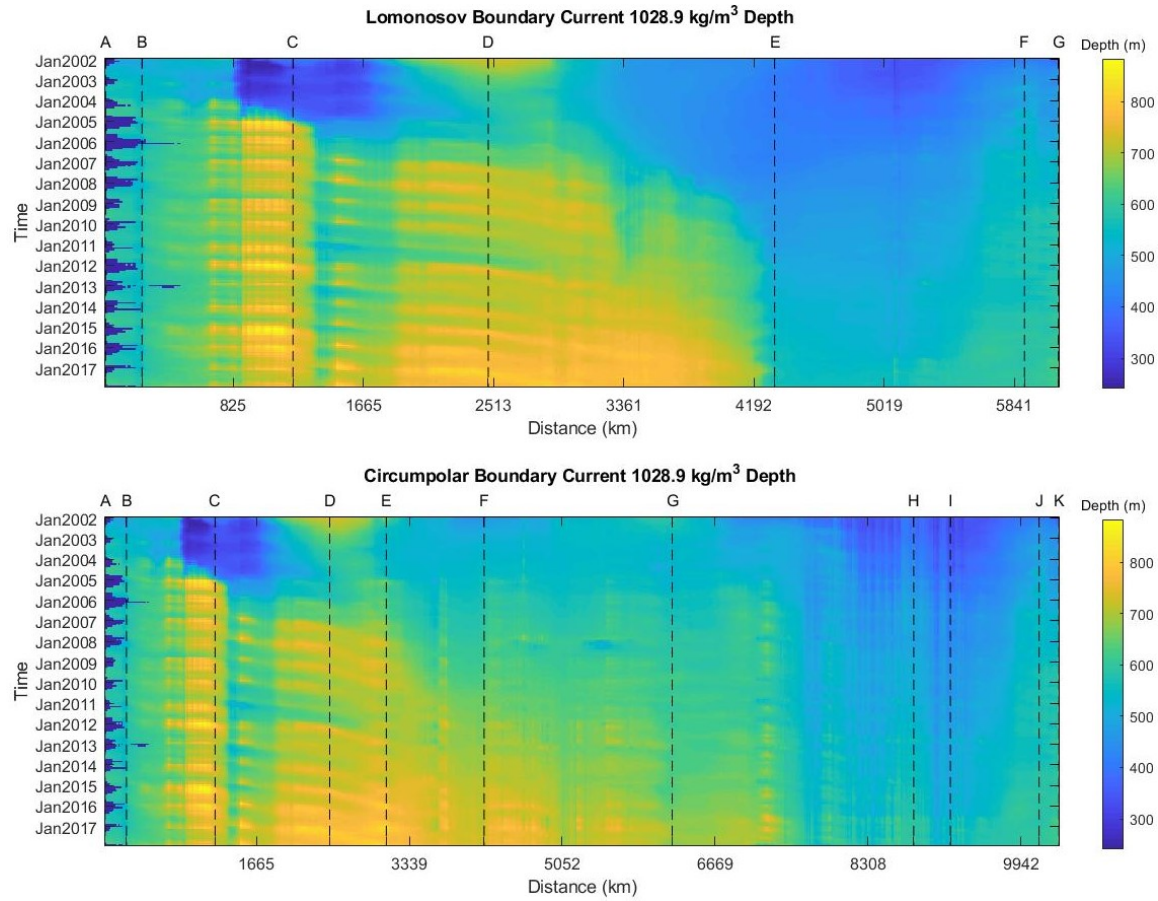 Lomonosov Boundary Current 1028.9 kg/m³ Depth
A B C D E F G Depth (m)
Jan2002
Jan2003
Jan2004
Jan2005
Jan2006
Jan2007
Jan2008
Jan2009
Jan2010
Jan2011
Jan2012
Jan2013
Jan2014
Jan2015
Jan2016
Jan2017
Time
800
700
600
500
400
300
825 1665 2513 3361 4192 5019 5841
Distance (km)
Circumpolar Boundary Current 1028.9 kg/m³ Depth
A B C D E F G H I J K Depth (m)
Jan2002
Jan2003
Jan2004
Jan2005
Jan2006
Jan2007
Jan2008
Jan2009
Jan2010
Jan2011
Jan2012
Jan2013
Jan2014
Jan2015
Jan2016
Jan2017
Time
800
700
600
500
400
300
1665 3339 5052 6669 8308 9942
Distance (km)